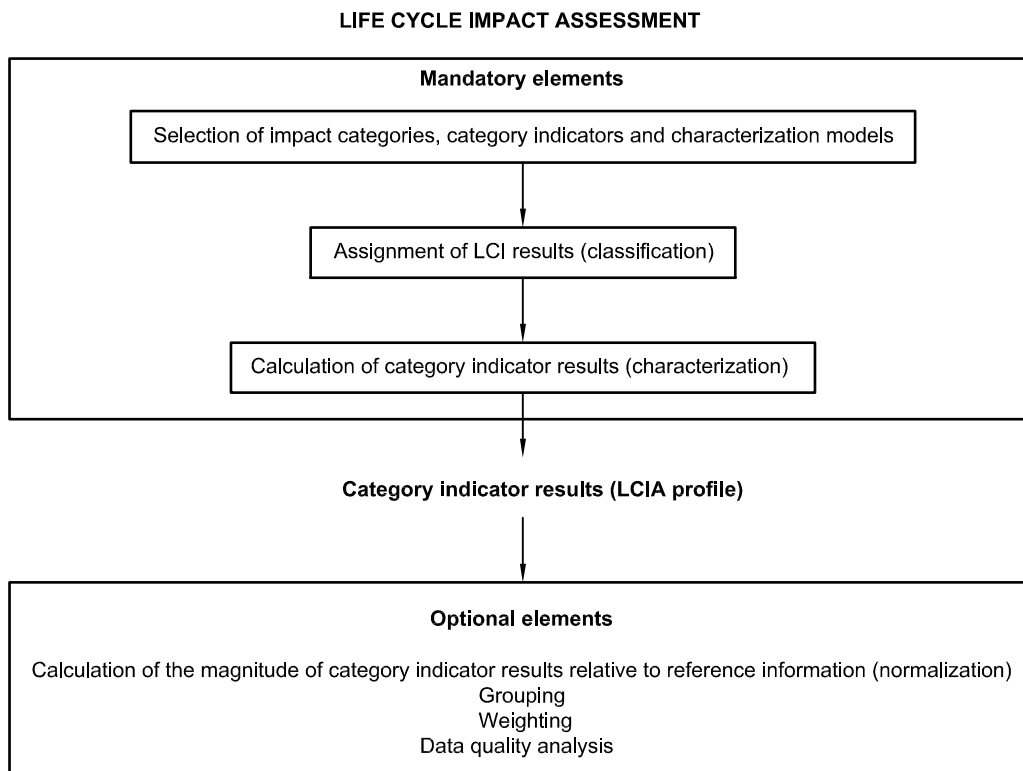 LIFE CYCLE IMPACT ASSESSMENT
Mandatory elements
Selection of impact categories, category indicators and characterization models
Assignment of LCI results (classification)
Calculation of category indicator results (characterization)
Category indicator results (LCIA profile)
Optional elements
Calculation of the magnitude of category indicator results relative to reference information (normalization)
Grouping
Weighting
Data quality analysis